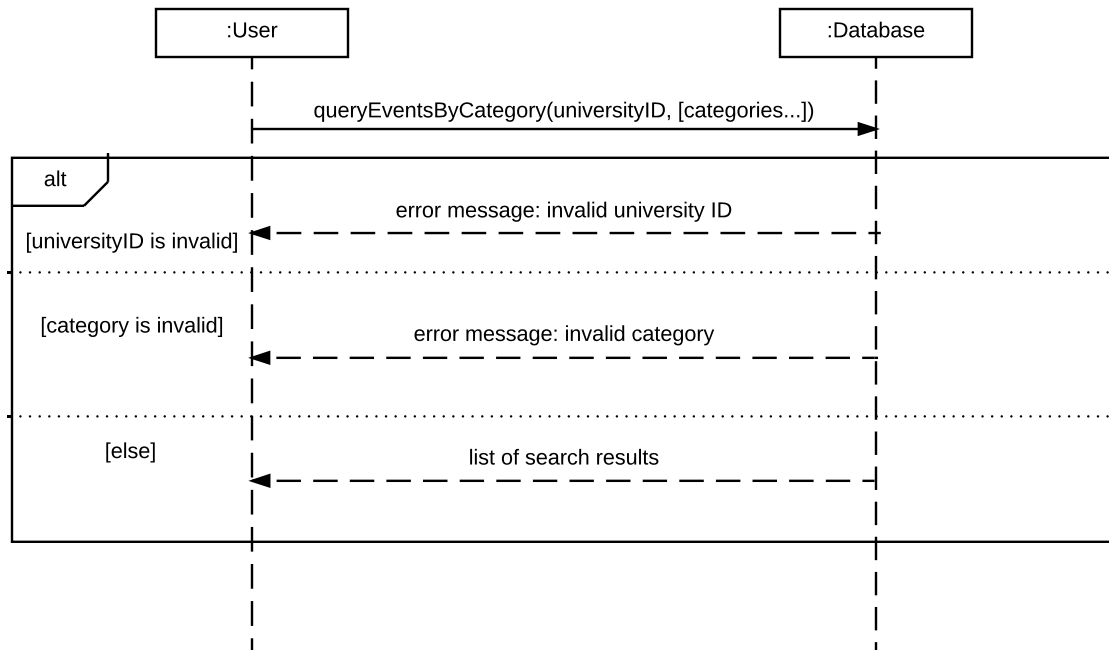 :User
:Database
queryEventsByCategory(universityID, [categories...])
alt
error message: invalid university ID
[universityID is invalid]
[category is invalid]
error message: invalid category
[else]
list of search results